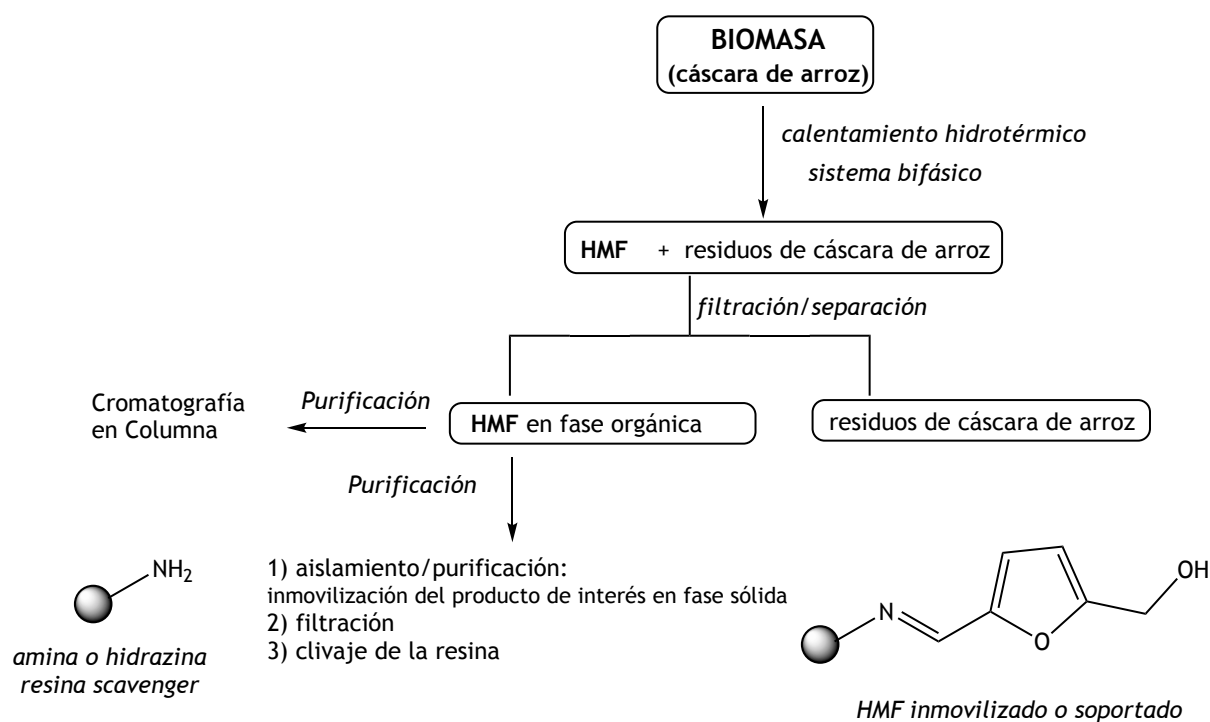 BIOMASA
(cáscara de arroz)
calentamiento hidrotérmico
sistema bifásico
HMF + residuos de cáscara de arroz
filtración/separación
Cromatografía
en Columna
Purificación
HMF en fase orgánica
residuos de cáscara de arroz
Purificación
NH2
amina o hidrazina
resina scavenger
1) aislamiento/purificación:
inmovilización del producto de interés en fase sólida
2) filtración
3) clivaje de la resina
N
O
OH
HMF inmovilizado o soportado